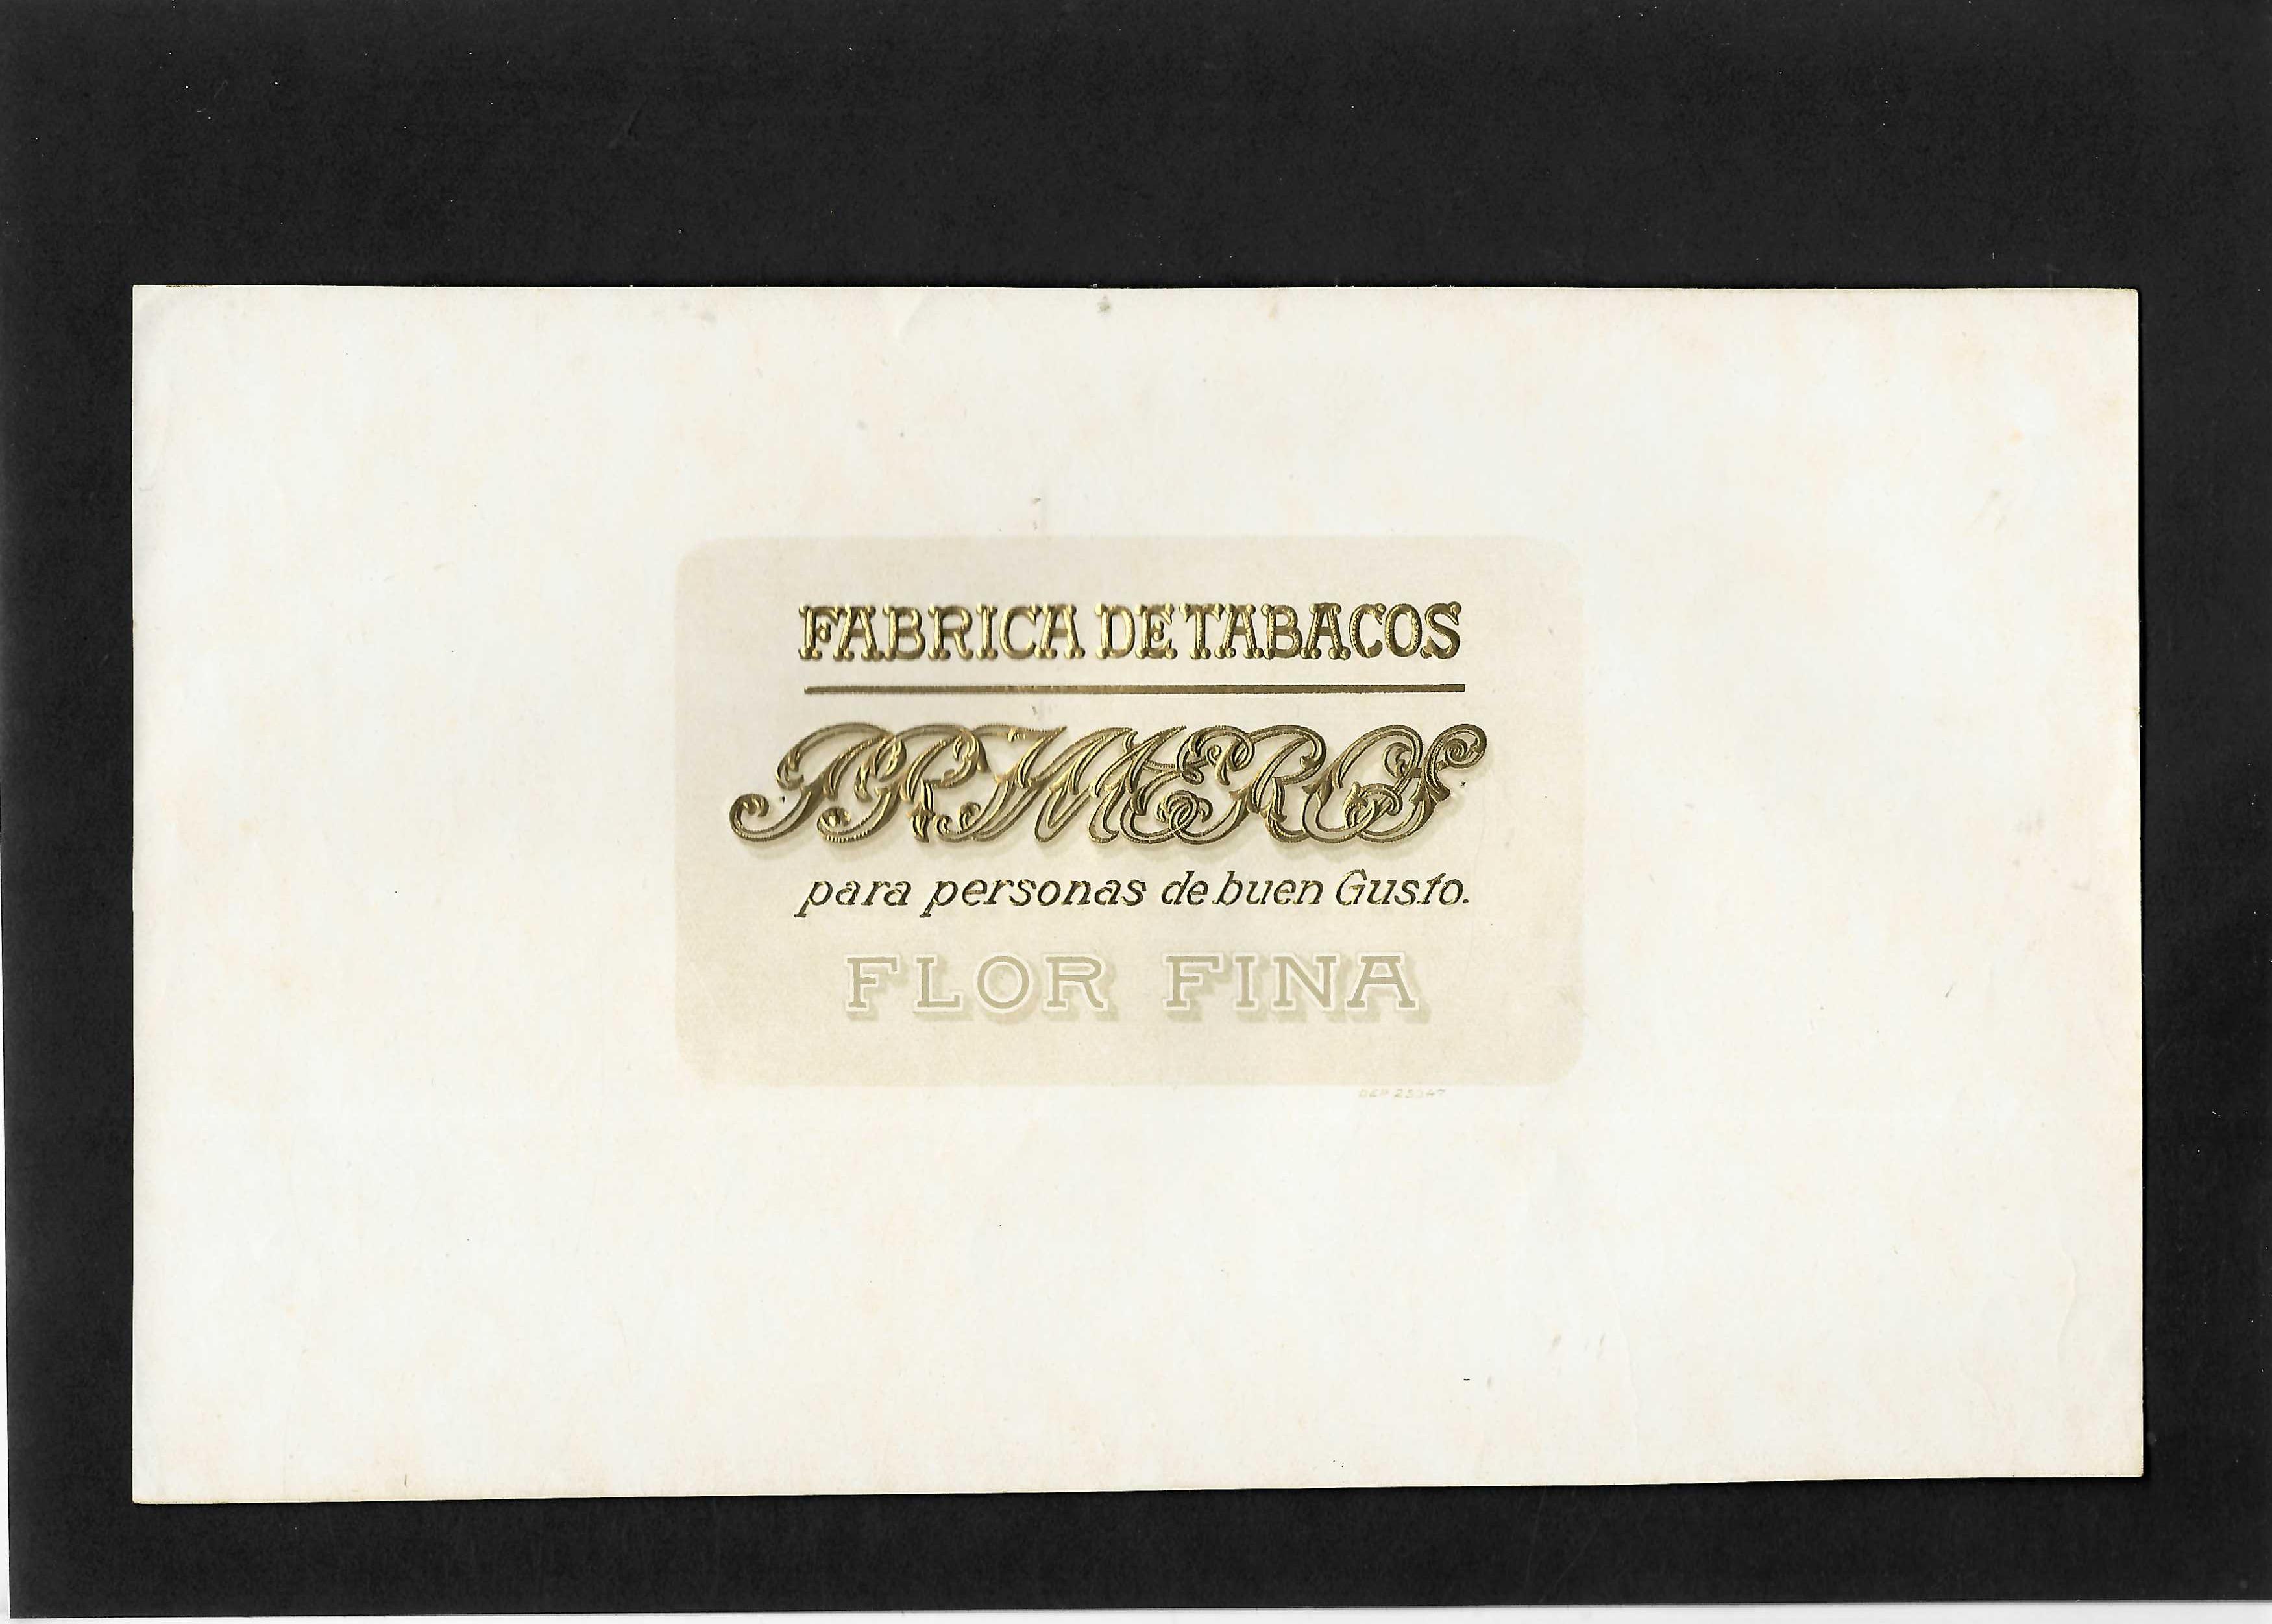 FABRICA DE TABACOS
PRIMEROS
para personas de buen Gusto.
FLOR FINA